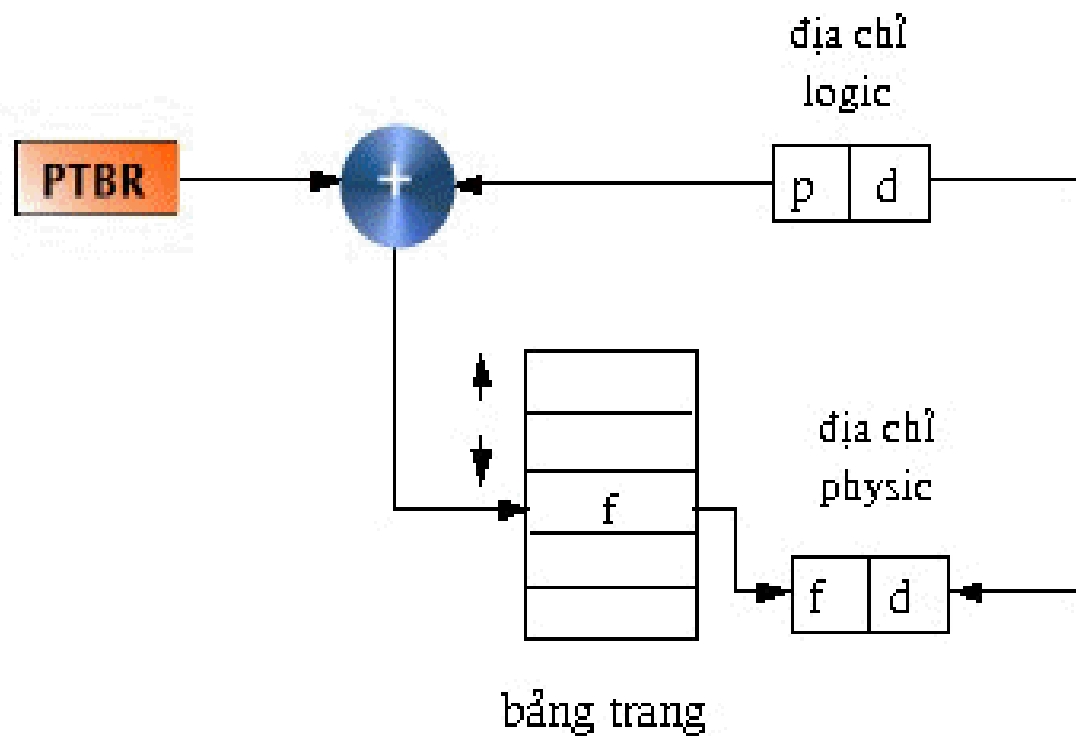 địa chỉ
logic
PTBR
+
p d
f
địa chỉ
physic
f d
bảng trang